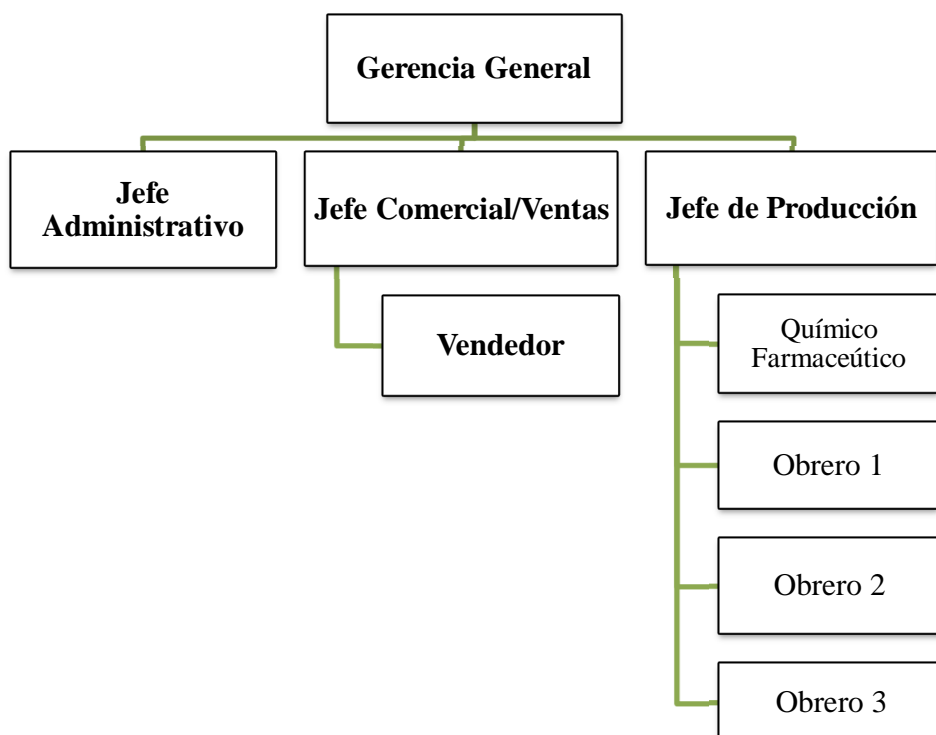 Gerencia General
Jefe
Administrativo
Jefe Comercial/Ventas
Jefe de Producción
Vendedor
Químico
Farmaceútico
Obrero 1
Obrero 2
Obrero 3